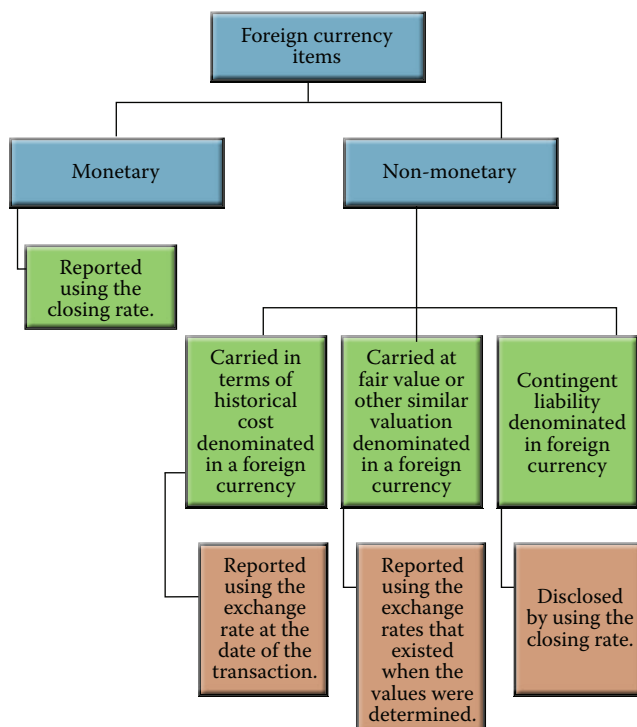 Foreign currency
items
Monetary
Non-monetary
Reported
using the
closing rate.
Carried in
terms of
historical
cost
denominated
in a foreign
currency
Carried at
fair value or
other similar
valuation
denominated
in a foreign
currency
Contingent
liability
denominated
in foreign
currency
Reported
using the
exchange
rate at the
date of the
transaction.
Reported
using the
exchange
rates that
existed
when the
values were
determined.
Disclosed
by using the
closing rate.